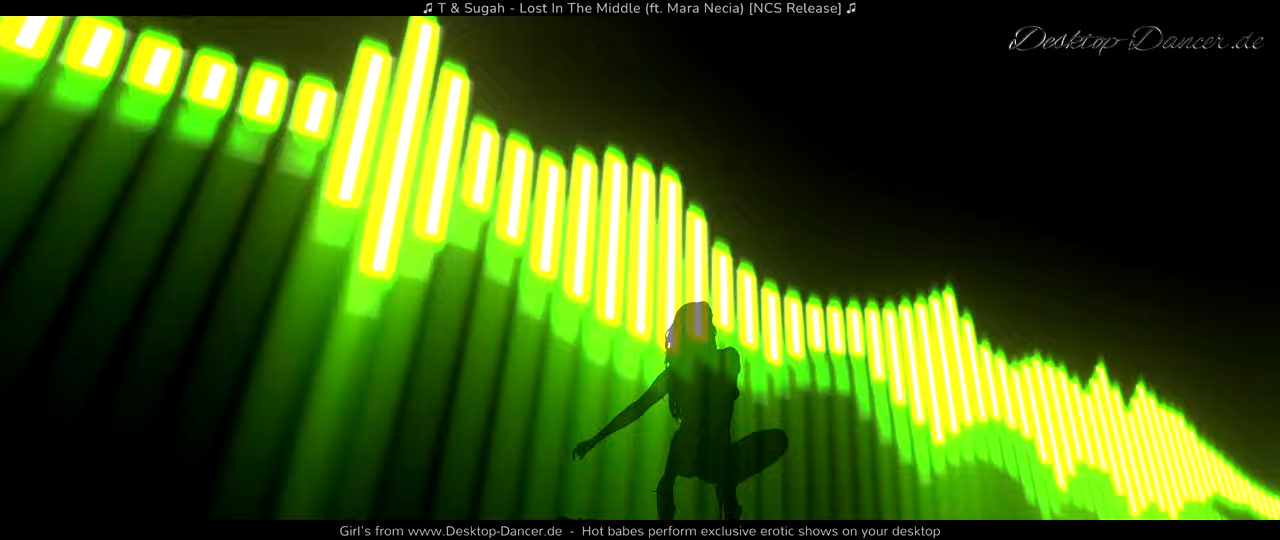 ♫ T & Sugah - Lost In The Middle (ft. Mara Necia) [NCS Release] ♫
Desktop-Dancer.de
Girl's from www.Desktop-Dancer.de - Hot babes perform exclusive erotic shows on your desktop